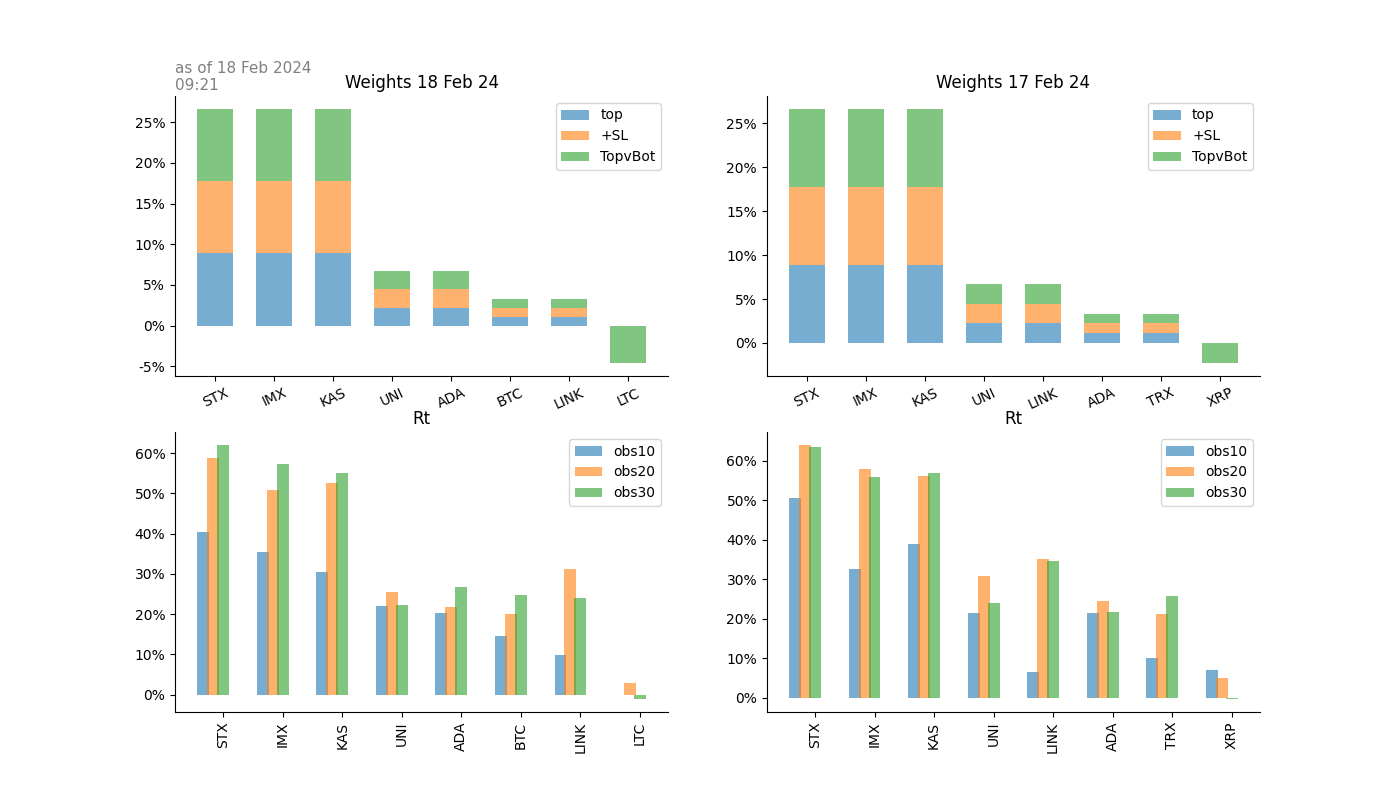 as of 18 Feb 2024
09:21
Weights 18 Feb 24
25%
20%
15%
10%
5%
0%
-5%
top
+SL
TopvBot
STX IMX KAS UNI ADA BTC LINK LTC
Weights 17 Feb 24
25%
20%
15%
10%
5%
0%
top
+SL
TopvBot
STX IMX KAS UNI LINK ADA TRX XRP
Rt
60%
50%
40%
30%
20%
10%
0%
obs10
obs20
obs30
STX IMX KAS UNI ADA BTC LINK LTC
Rt
60%
50%
40%
30%
20%
10%
0%
obs10
obs20
obs30
STX IMX KAS UNI LINK ADA TRX XRP